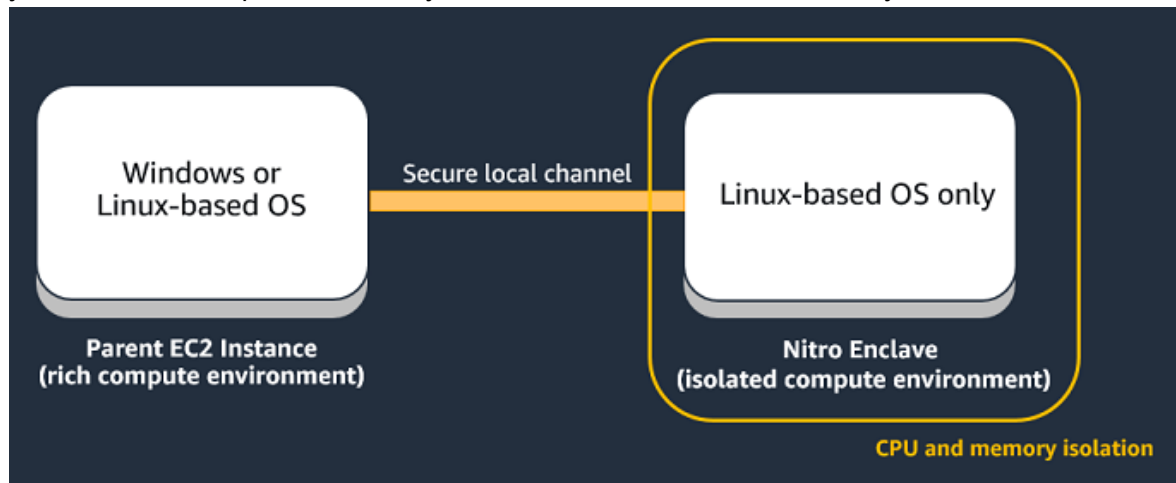 Windows or
Linux-based OS
Secure local channel
Linux-based OS only
Parent EC2 Instance
(rich compute environment)
Nitro Enclave
(isolated compute environment)
CPU and memory isolation